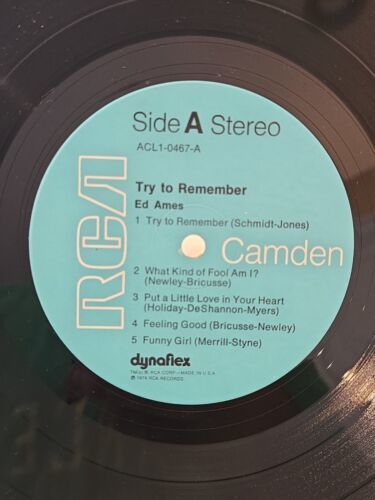 Side A Stereo
ACL1-0467-A
RCA
Try to Remember
Ed Ames
1 Try to Remember (Schmidt-Jones)
Camden
2 What Kind of Fool Am I?
(Newley-Bricusse)
3 Put a Little Love in Your Heart
(Holiday-DeShannon-Myers)
4 Feeling Good (Bricusse-Newley)
5 Funny Girl (Merrill-Styne)
dynaflex
RCA CORP.—MADE IN U.S.A.
RCA RECORDS